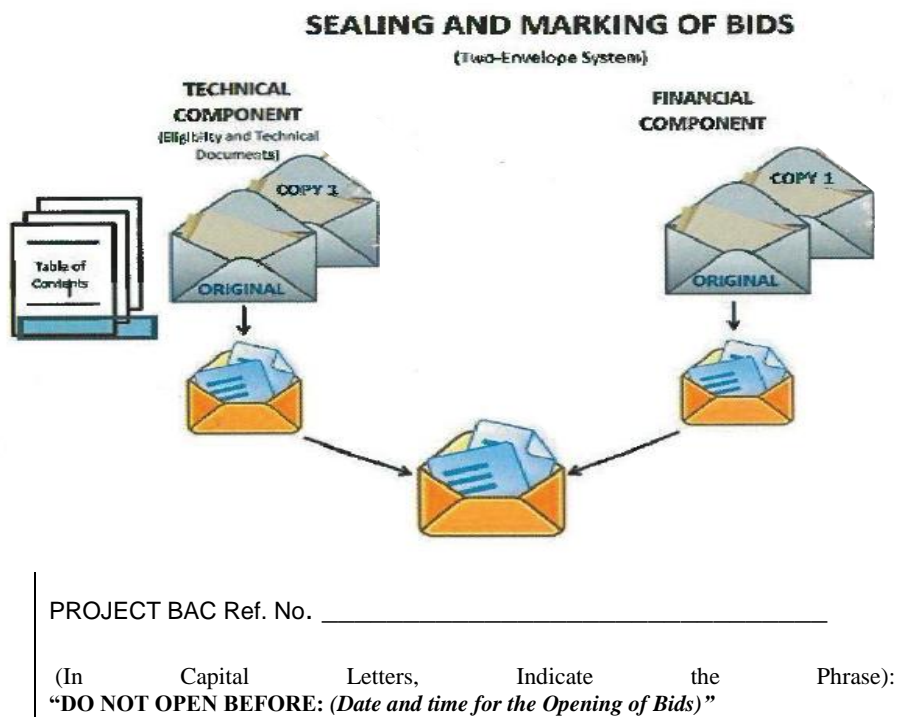 SEALING AND MARKING OF BIDS
(Two-Envelope System)
TECHNICAL
COMPONENT
(Eligibility and Technical
Documents)
FINANCIAL
COMPONENT
COPY 1
COPY 1
Table of
Contents
ORIGINAL
ORIGINAL
PROJECT BAC Ref. No. ______________________________________
(In Capital Letters, Indicate the Phrase):
“DO NOT OPEN BEFORE: (Date and time for the Opening of Bids)”